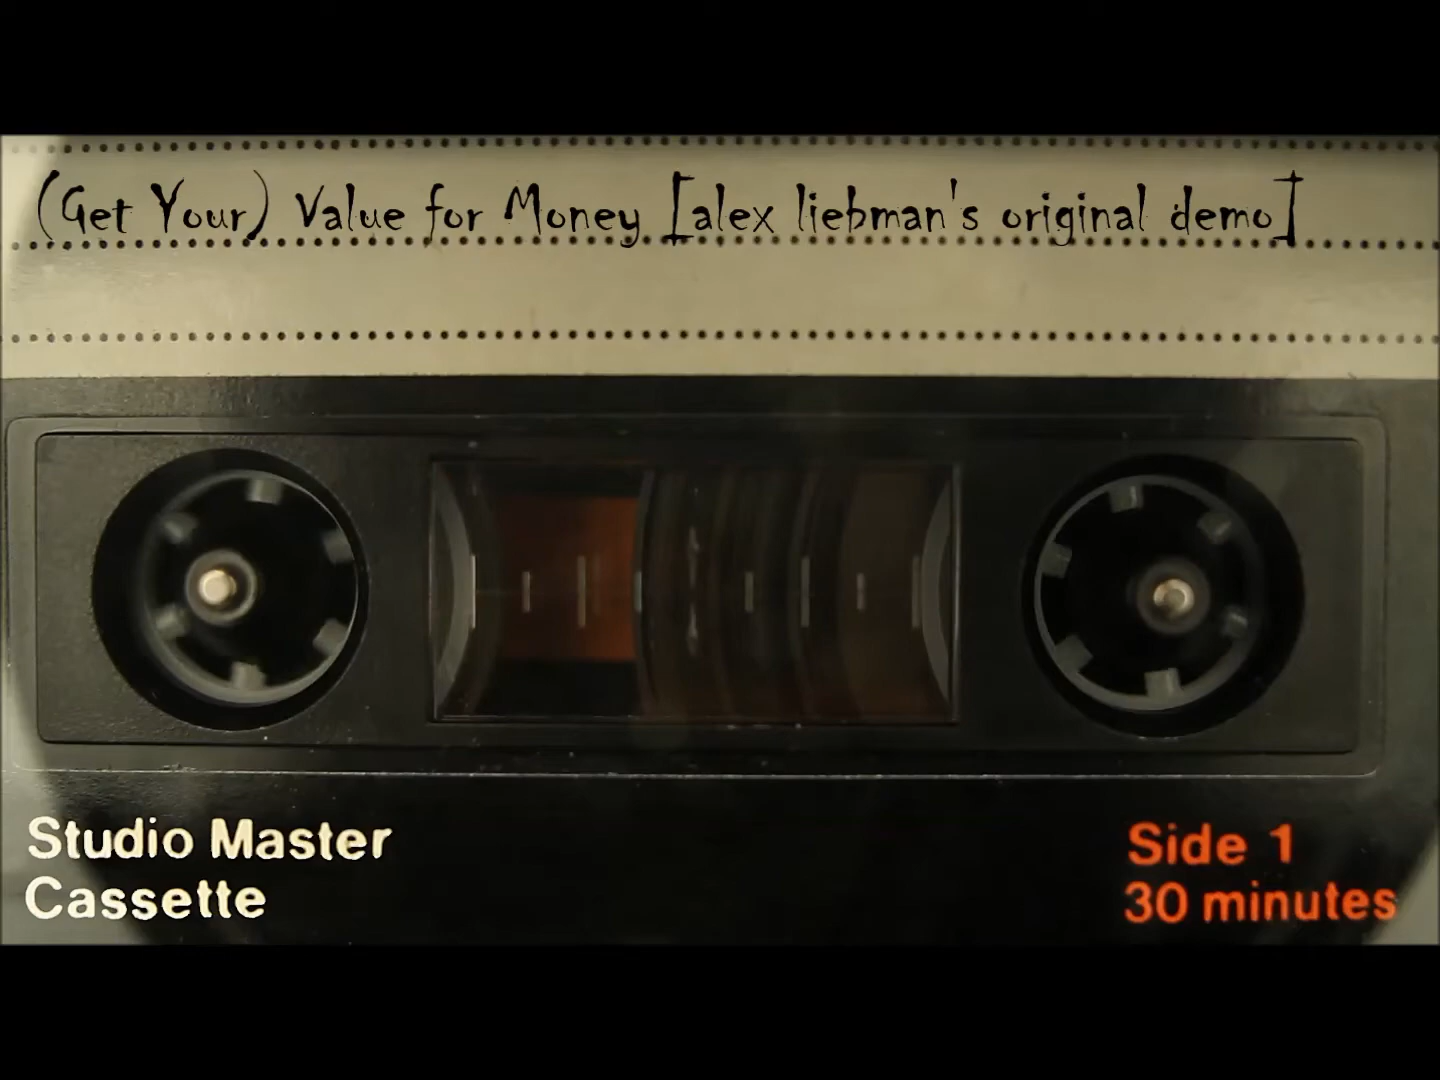 (Get Your) Value for Money [alex liebman's original demo]
Studio Master
Cassette
Side 1
30 minutes